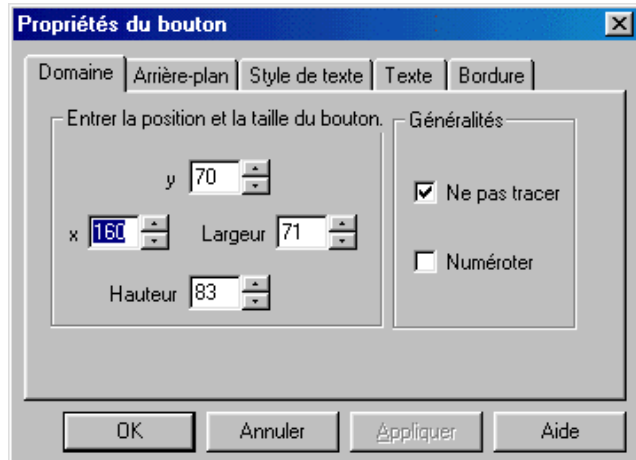 Propriétés du bouton
Domaine Arrière-plan Style de texte Texte Bordure
Entrer la position et la taille du bouton.
y 70
x 160 Largeur 71
Hauteur 83
Généralités
Ne pas tracer
Numéroter
OK Annuler Appliquer Aide